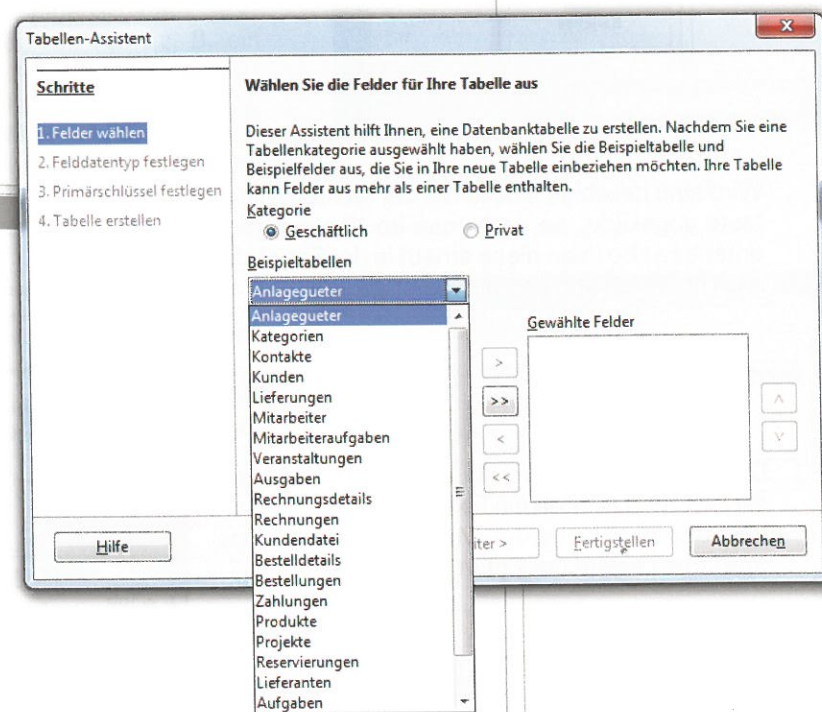 Tabellen-Assistent
x
Schritte
1. Felder wählen
2. Felddatentyp festlegen
3. Primärschlüssel festlegen
4. Tabelle erstellen
Wählen Sie die Felder für Ihre Tabelle aus
Dieser Assistent hilft Ihnen, eine Datenbanktabelle zu erstellen. Nachdem Sie eine
Tabellenkategorie ausgewählt haben, wählen Sie die Beispieltabelle und
Beispielfelder aus, die Sie in Ihre neue Tabelle einbeziehen möchten. Ihre Tabelle
kann Felder aus mehr als einer Tabelle enthalten.
Kategorie
Geschäftlich
Privat
Beispieltabellen
Anlagegueter
Anlagegueter
Kategorien
Kontakte
Kunden
Lieferungen
Mitarbeiter
Mitarbeiteraufgaben
Veranstaltungen
Ausgaben
Rechnungsdetails
Rechnungen
Kundendatei
Bestelldetails
Bestellungen
Zahlungen
Produkte
Projekte
Reservierungen
Lieferanten
Aufgaben
Gewählte Felder
>
>>
<
<<
Hilfe
iter >
Fertigstellen
Abbrechen